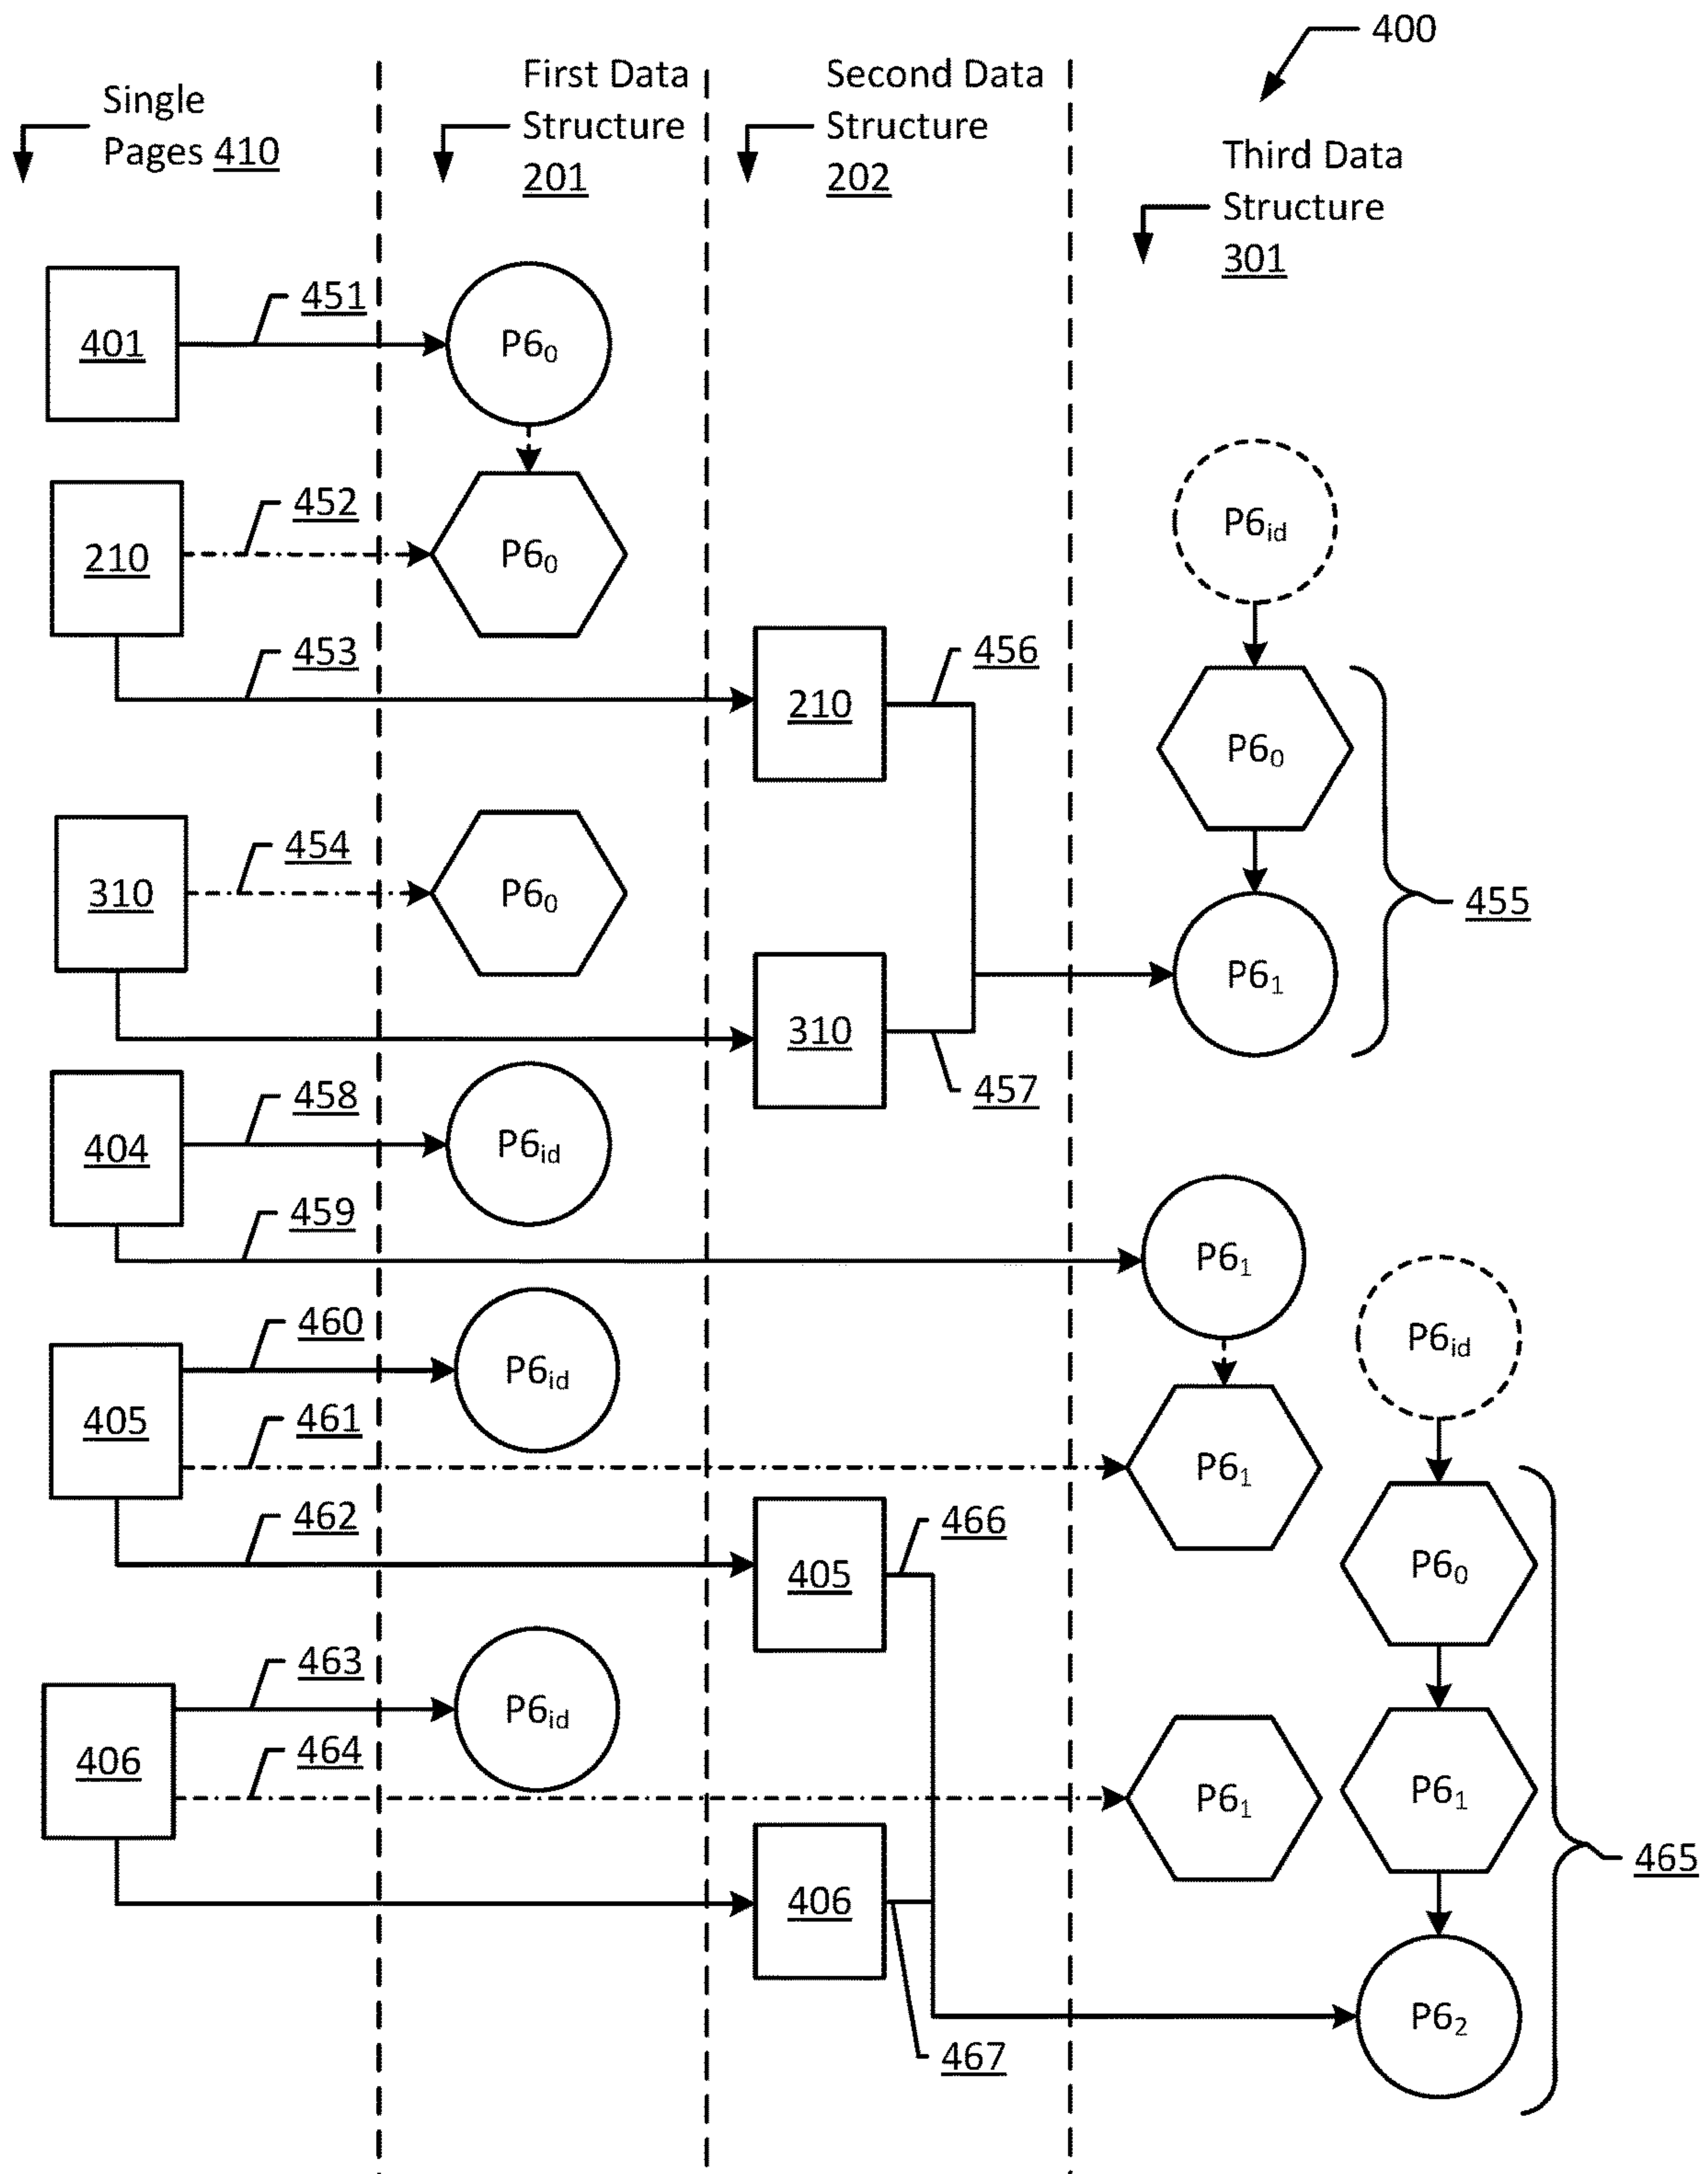 400
Single
Pages 410
First Data
Structure
201
Second Data
Structure
202
Third Data
Structure
301
401
451
P6₀
210
452
P6₀
P6id
453
210
456
P6₀
310
454
P6₀
455
P6₁
310
457
404
458
P6id
459
P6₁
P6id
405
460
P6id
461
P6₁
462
405
466
P6₀
406
463
P6id
464
P6₁
P6₁
465
406
467
P6₂